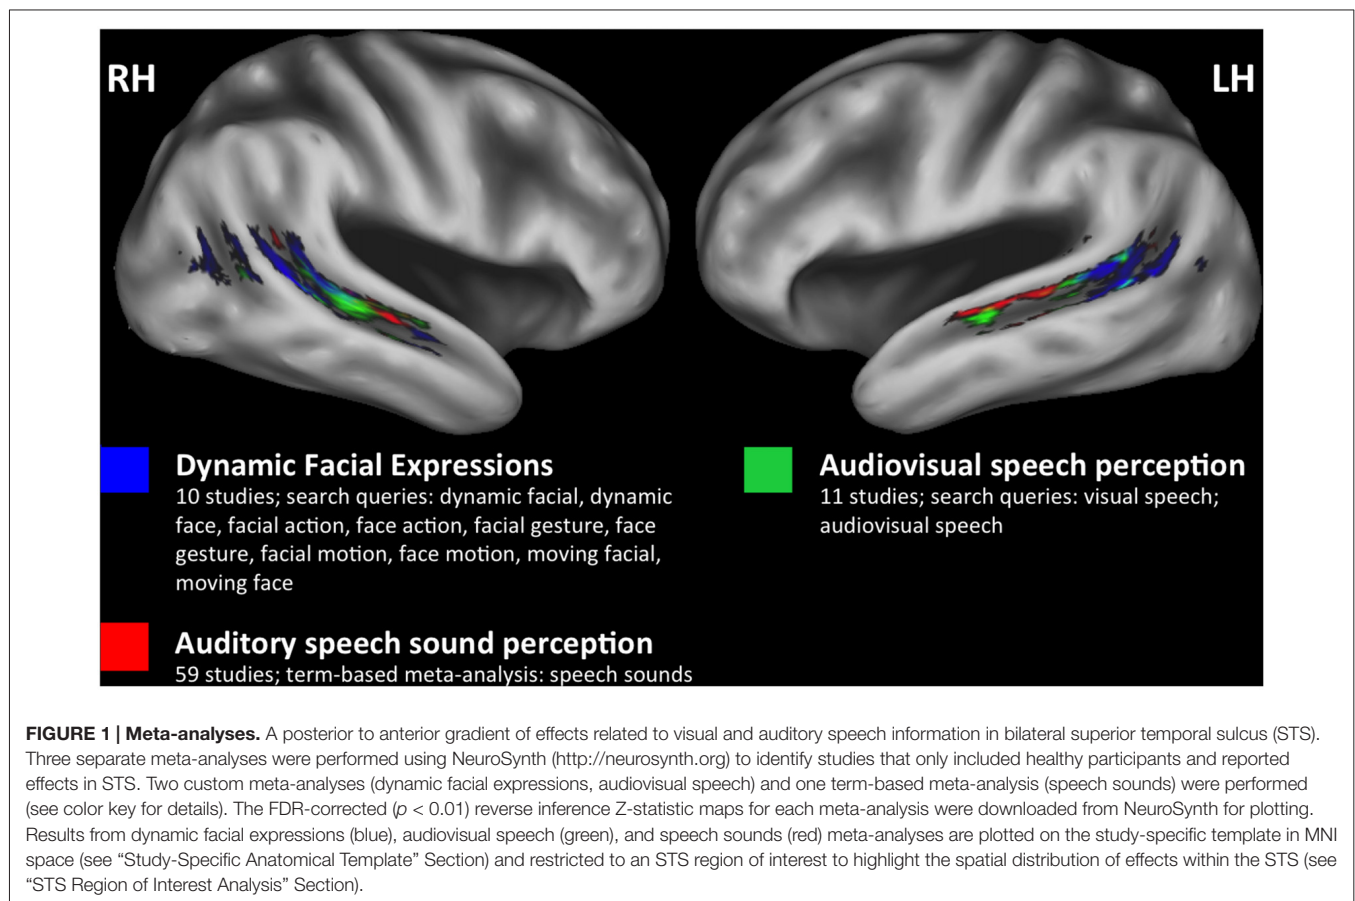 RH
LH
Dynamic Facial Expressions
10 studies; search queries: dynamic facial, dynamic
face, facial action, face action, facial gesture, face
gesture, facial motion, face motion, moving facial,
moving face
Audiovisual speech perception
11 studies; search queries: visual speech;
audiovisual speech
Auditory speech sound perception
59 studies; term-based meta-analysis: speech sounds
FIGURE 1 | Meta-analyses. A posterior to anterior gradient of effects related to visual and auditory speech information in bilateral superior temporal sulcus (STS).
Three separate meta-analyses were performed using NeuroSynth (http://neurosynth.org) to identify studies that only included healthy participants and reported
effects in STS. Two custom meta-analyses (dynamic facial expressions, audiovisual speech) and one term-based meta-analysis (speech sounds) were performed
(see color key for details). The FDR-corrected (p < 0.01) reverse inference Z-statistic maps for each meta-analysis were downloaded from NeuroSynth for plotting.
Results from dynamic facial expressions (blue), audiovisual speech (green), and speech sounds (red) meta-analyses are plotted on the study-specific template in MNI
space (see “Study-Specific Anatomical Template” Section) and restricted to an STS region of interest to highlight the spatial distribution of effects within the STS (see
“STS Region of Interest Analysis” Section).